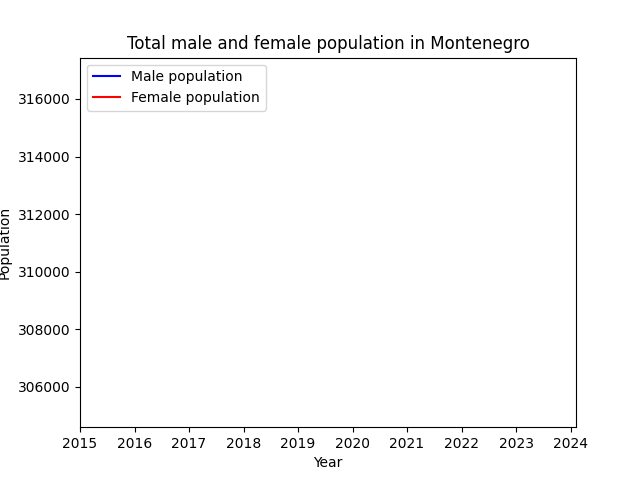 Total male and female population in Montenegro
Male population
Female population
316000
314000
312000
310000
308000
306000
Population
2015 2016 2017 2018 2019 2020 2021 2022 2023 2024
Year